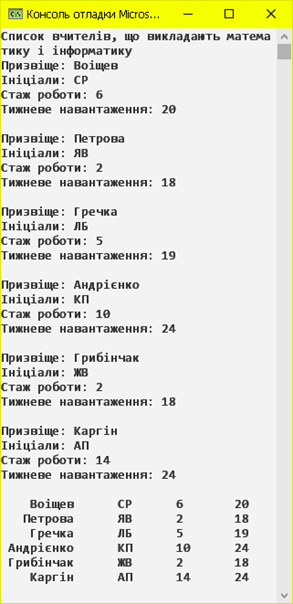 Консоль отладки Micros...
Список вчителів, що викладають матема
тику і інформатику
Призвіще: Воіщев
Ініціали: СР
Стаж роботи: 6
Тижневе навантаження: 20
Призвіще: Петрова
Ініціали: ЯВ
Стаж роботи: 2
Тижневе навантаження: 18
Призвіще: Гречка
Ініціали: ЛБ
Стаж роботи: 5
Тижневе навантаження: 19
Призвіще: Андрієнко
Ініціали: КП
Стаж роботи: 10
Тижневе навантаження: 24
Призвіще: Грибінчак
Ініціали: ЖВ
Стаж роботи: 2
Тижневе навантаження: 18
Призвіще: Каргін
Ініціали: АП
Стаж роботи: 14
Тижневе навантаження: 24
Воіщев СР 6 20
Петрова ЯВ 2 18
Гречка ЛБ 5 19
Андрієнко КП 10 24
Грибінчак ЖВ 2 18
Каргін АП 14 24